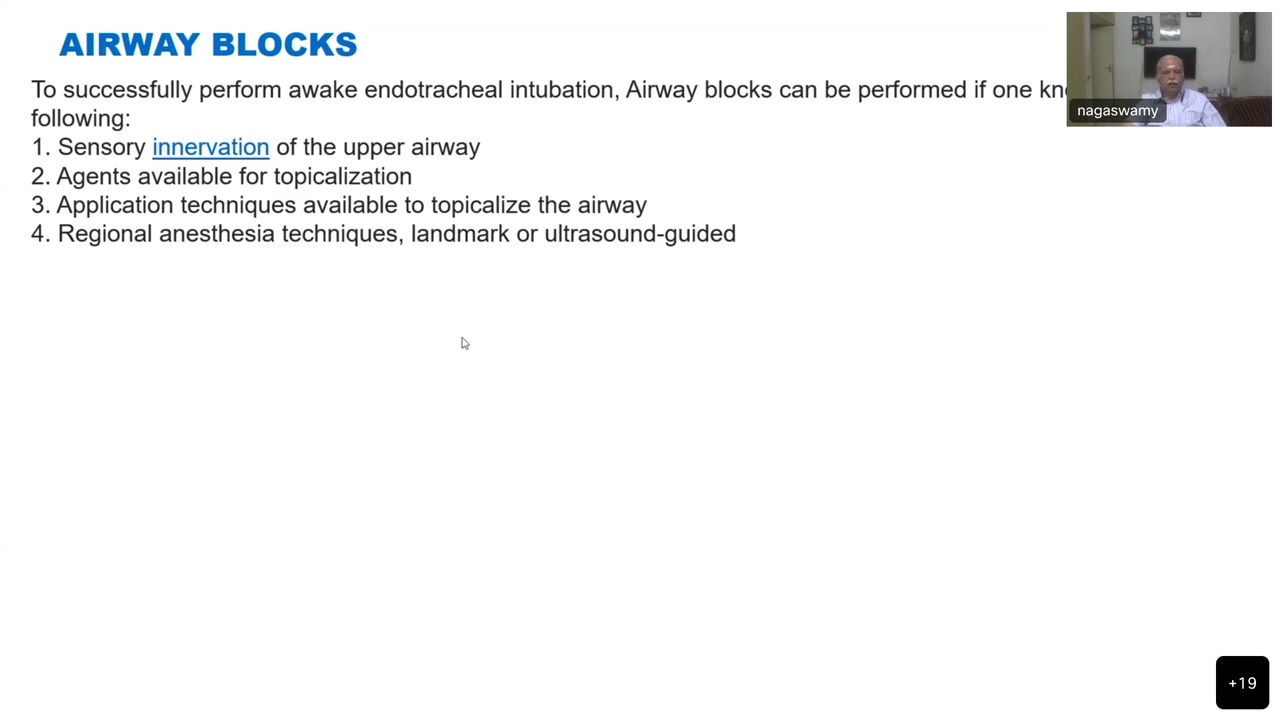 AIRWAY BLOCKS
To successfully perform awake endotracheal intubation, Airway blocks can be performed if one
following:
1. Sensory innervation of the upper airway
2. Agents available for topicalization
3. Application techniques available to topicalize the airway
4. Regional anesthesia techniques, landmark or ultrasound-guided
nagaswamy
+19